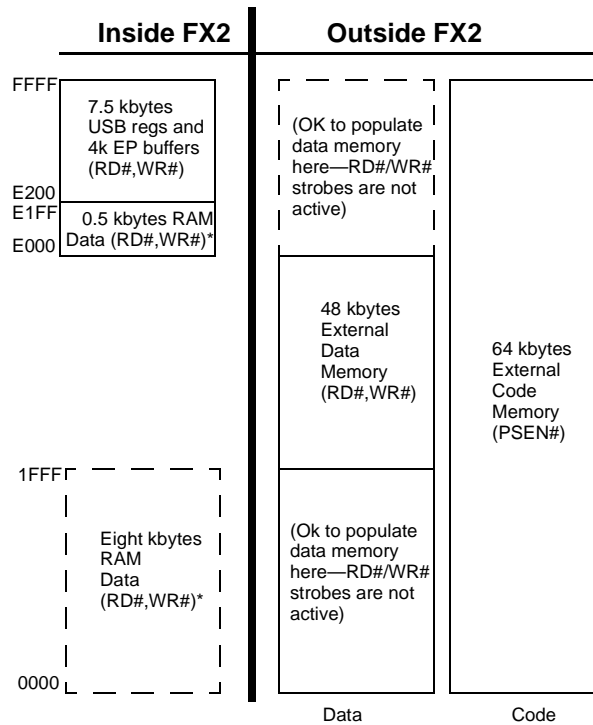 Inside FX2
Outside FX2
FFFF
7.5 kbytes
USB regs and
4k EP buffers
(RD#,WR#)
E200
E1FF
0.5 kbytes RAM
Data (RD#,WR#)*
E000
(OK to populate
data memory
here—RD#/WR#
strobes are not
active)
48 kbytes
External
Data
Memory
(RD#,WR#)
64 kbytes
External
Code
Memory
(PSEN#)
1FFF
Eight kbytes
RAM
Data
(RD#,WR#)*
(Ok to populate
data memory
here—RD#/WR#
strobes are not
active)
0000
Data
Code